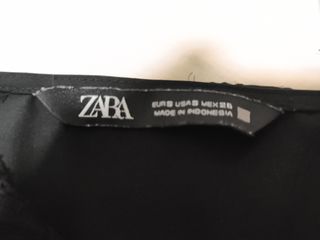 ZARA
EUR S USA S MEX 26
MADE IN INDONESIA